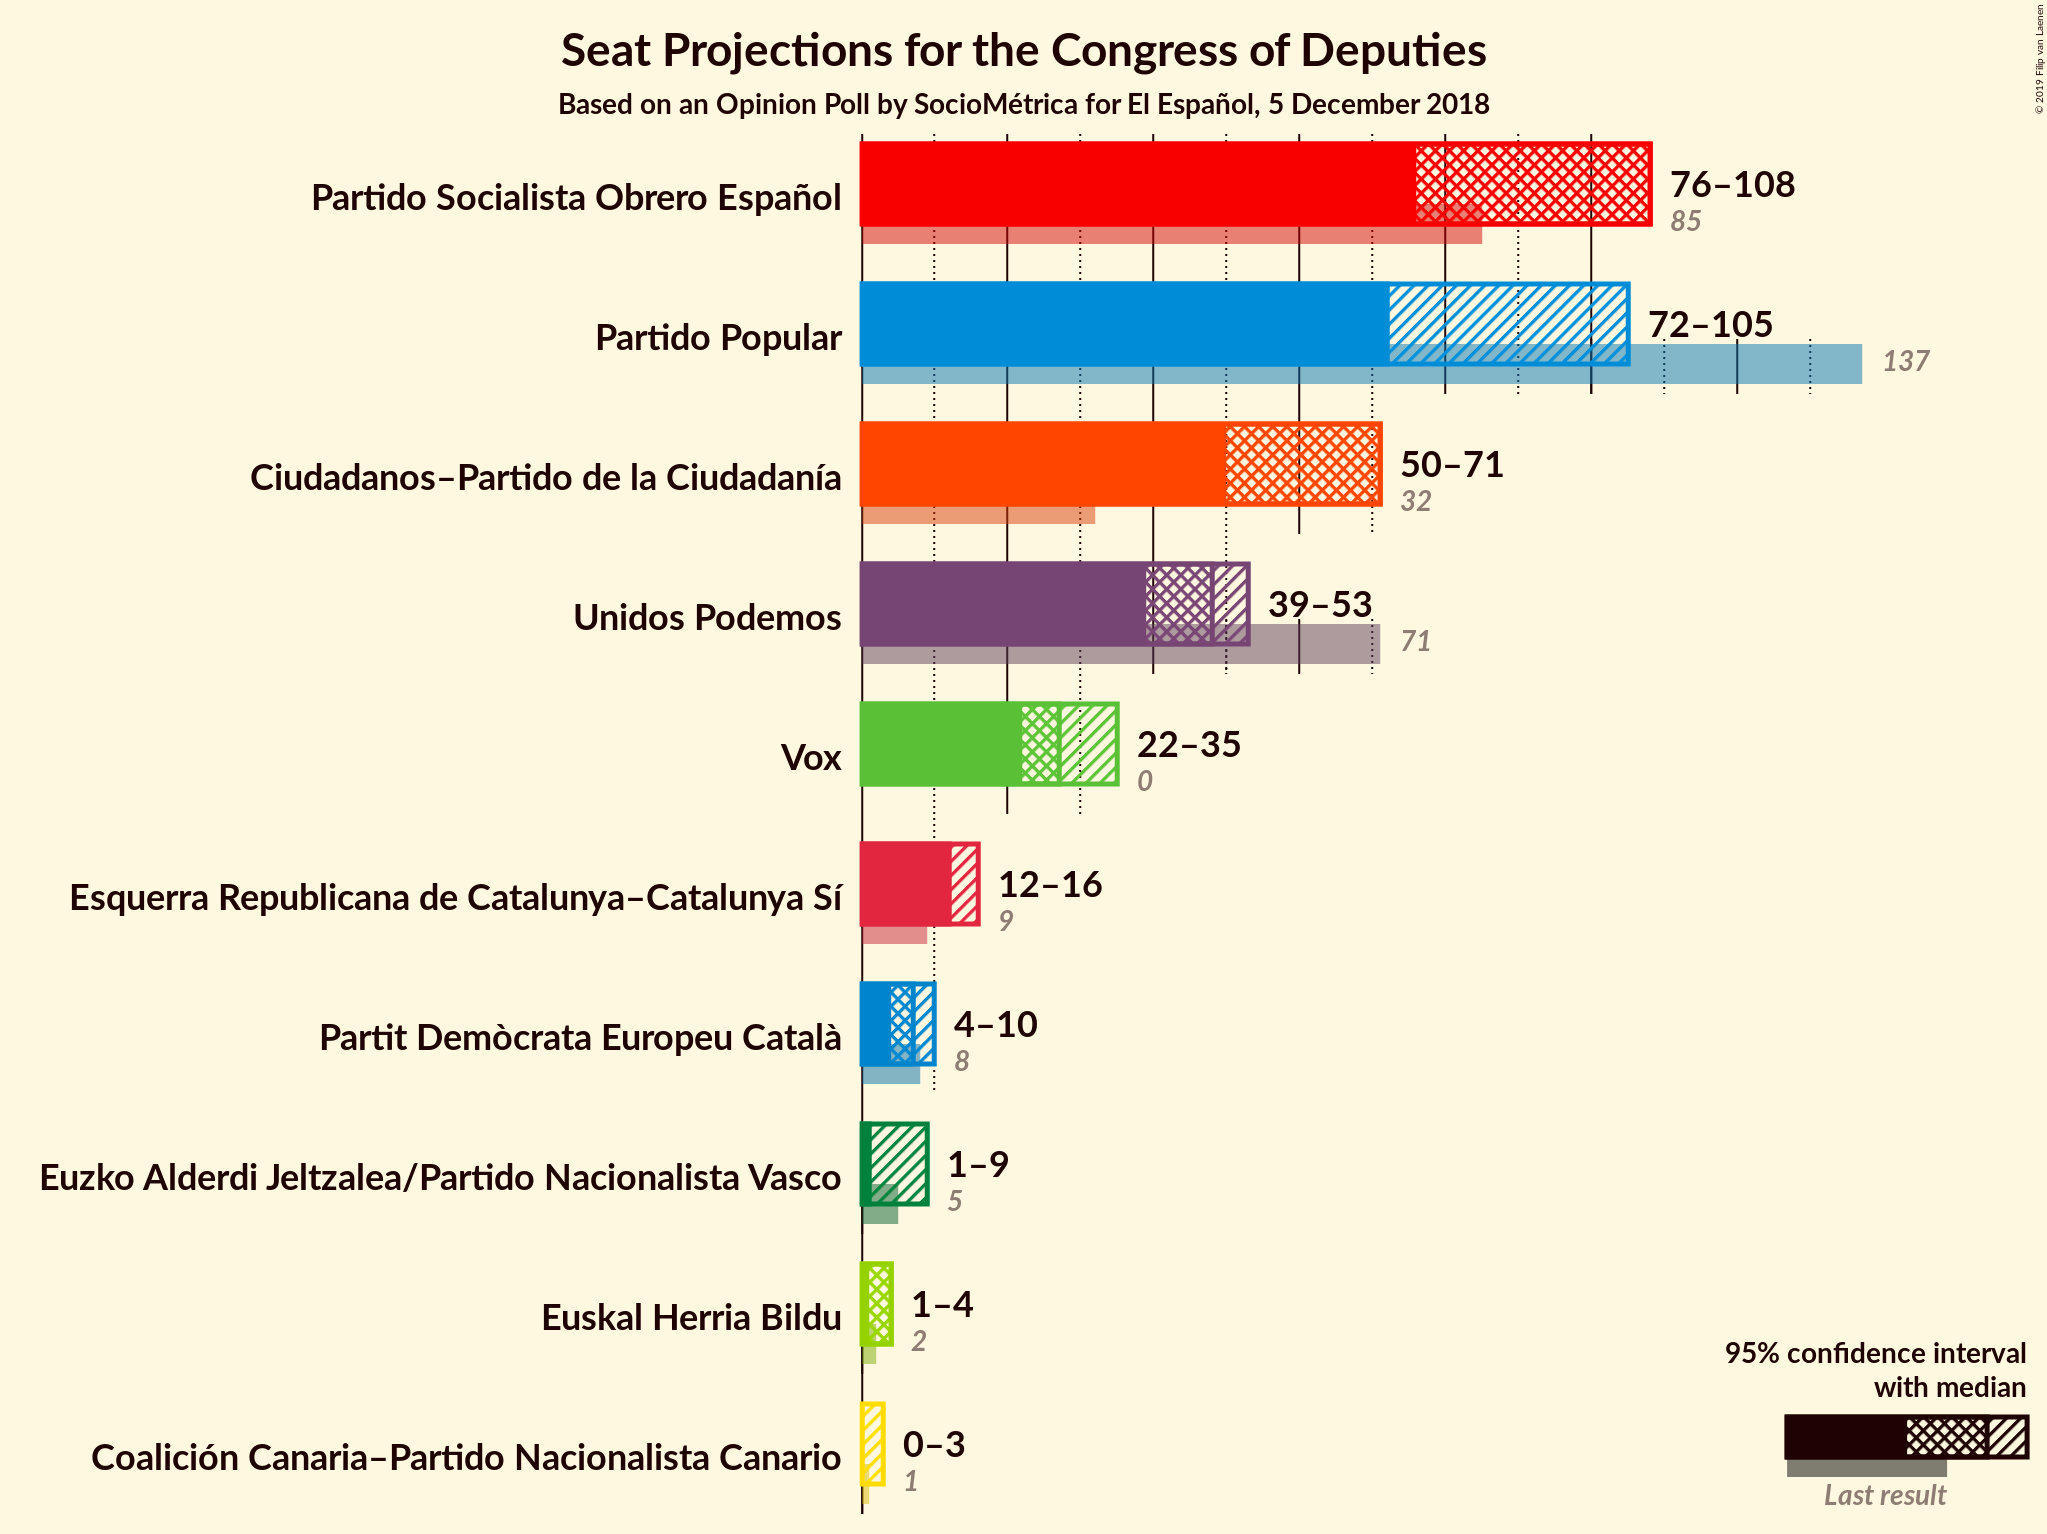 Seat Projections for the Congress of Deputies
Based on an Opinion Poll by SocioMétrica for El Español, 5 December 2018
© 2019 Filip van Laenen
Partido Socialista Obrero Español
76–108
85
Partido Popular
72–105
137
Ciudadanos–Partido de la Ciudadanía
50–71
32
Unidos Podemos
39–53
71
Vox
22–35
0
Esquerra Republicana de Catalunya–Catalunya Sí
12–16
9
Partit Demòcrata Europeu Català
4–10
8
Euzko Alderdi Jeltzalea/Partido Nacionalista Vasco
1–9
5
Euskal Herria Bildu
1–4
2
Coalición Canaria–Partido Nacionalista Canario
0–3
1
95% confidence interval
with median
Last result